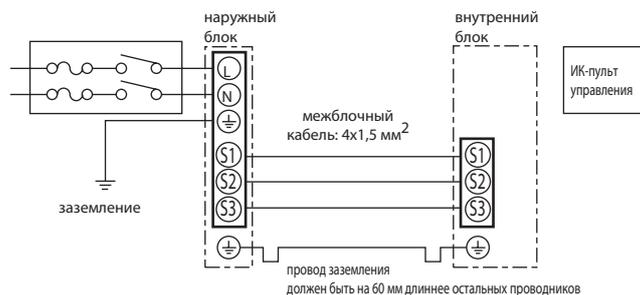 наружный
блок
внутренний
блок
L
N
S1
S2
S3
межблочный
кабель: 4x1,5 мм²
S1
S2
S3
ИК-пульт
управления
заземление
провод заземления
должен быть на 60 мм длиннее остальных проводников